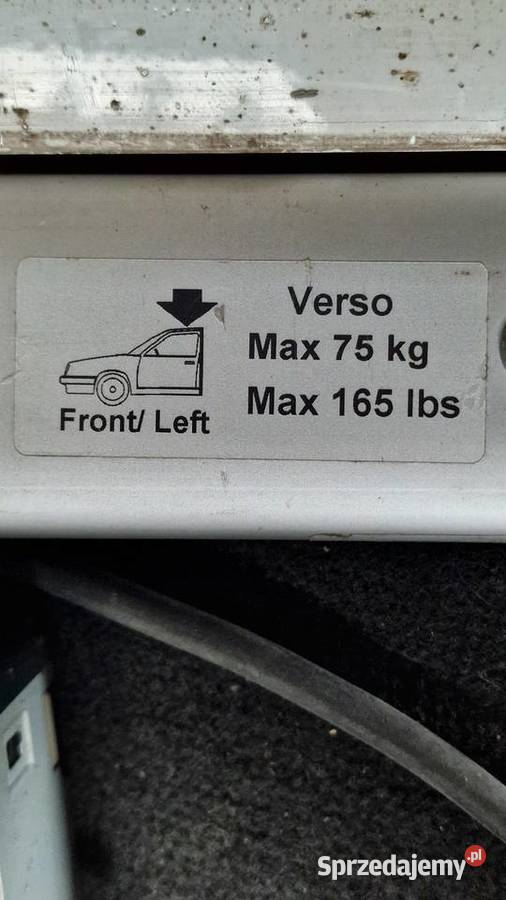 Verso
Max 75 kg
Max 165 lbs
Front/ Left
Sprzedajemy.pl